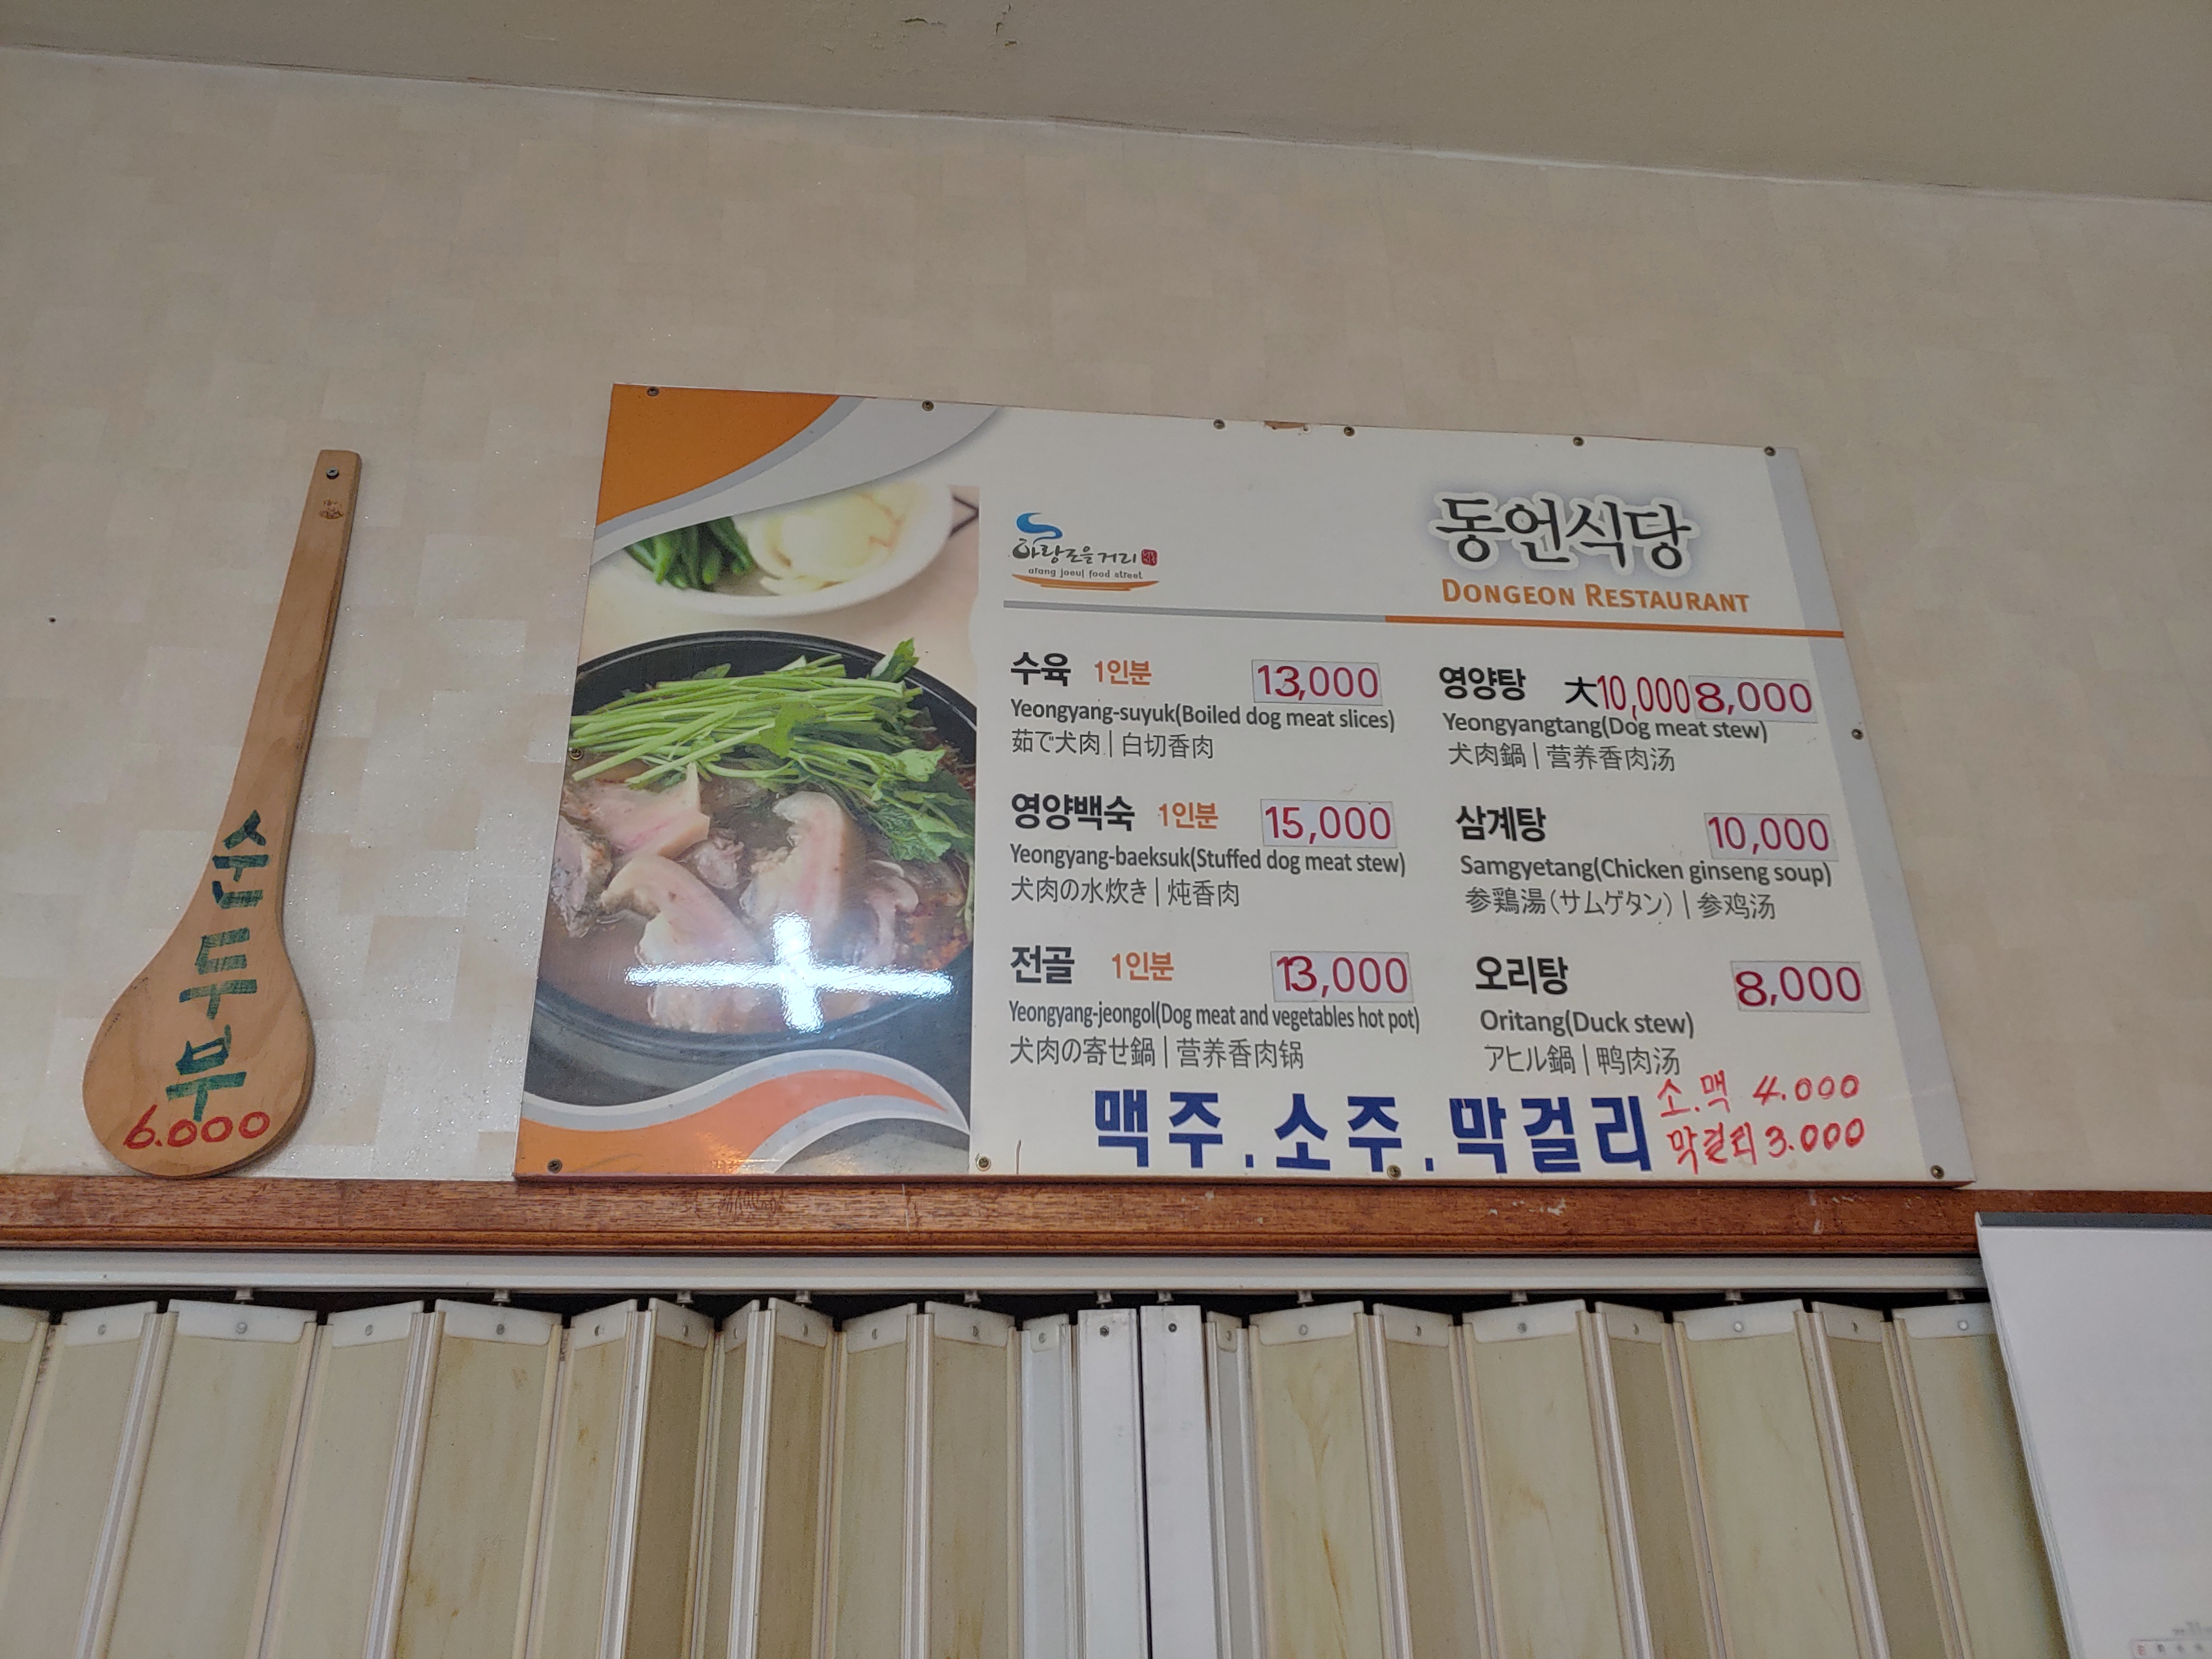 순
두
부
6.000
아랑조을거리
arang joeul food street
동언식당
DONGEON RESTAURANT
수육 1인분 13,000
Yeongyang-suyuk(Boiled dog meat slices)
茹で犬肉 | 白切香肉
영양백숙 1인분 15,000
Yeongyang-baeksuk(Stuffed dog meat stew)
犬肉の水炊き | 炖香肉
전골 1인분 13,000
Yeongyang-jeongol(Dog meat and vegetables hot pot)
犬肉の寄せ鍋 | 营养香肉锅
영양탕 大10,000 8,000
Yeongyangtang(Dog meat stew)
犬肉鍋 | 营养香肉汤
삼계탕 10,000
Samgyetang(Chicken ginseng soup)
参鶏湯(サムゲタン) | 参鸡汤
오리탕 8,000
Oritang(Duck stew)
アヒル鍋 | 鸭肉汤
맥주.소주.막걸리
소.맥 4.000
막걸리 3.000